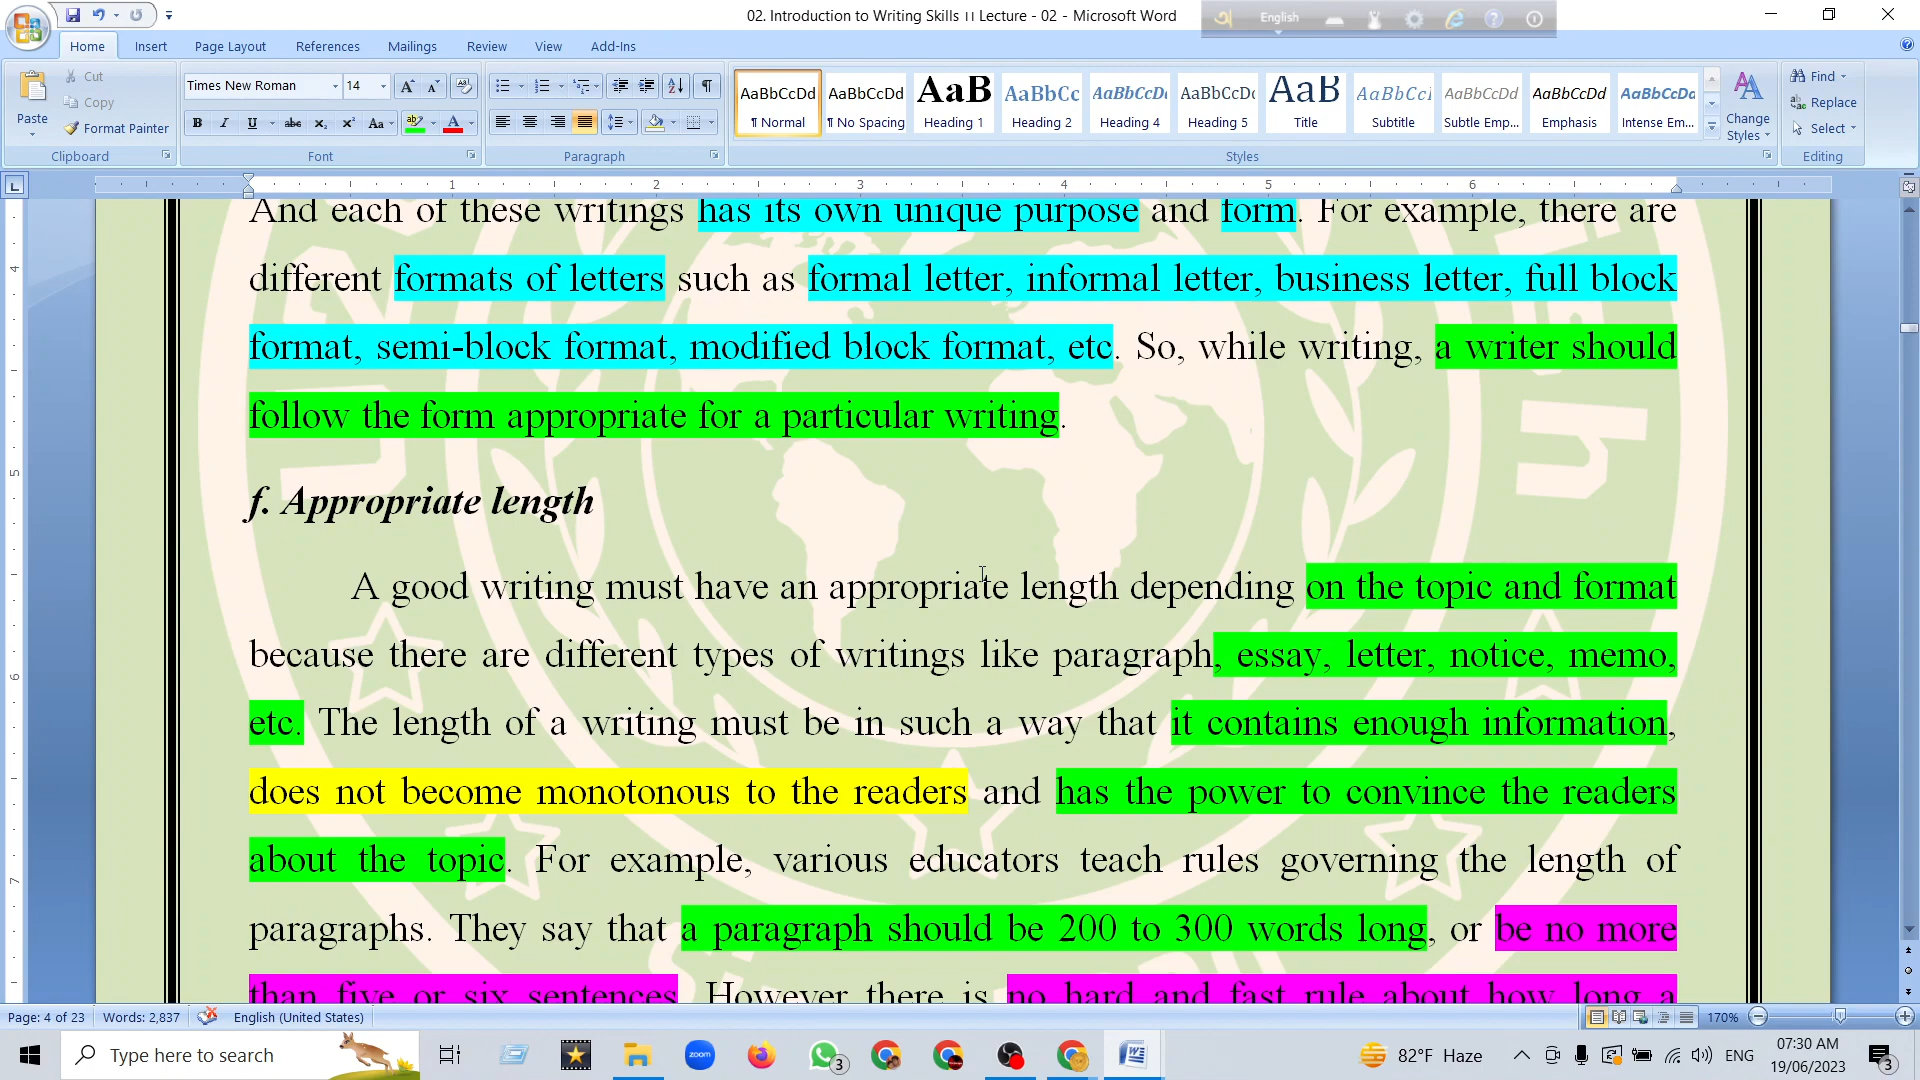 02. Introduction to Writing Skills ।। Lecture - 02 - Microsoft Word
English
Home Insert Page Layout References Mailings Review View Add-Ins
Cut
Copy
Format Painter
Paste
Clipboard
Times New Roman 14
Font
Paragraph
AaBbCcDd AaBbCcDd AaB AaBbCc AaBbCcD AaBbCcDc AaB AaBbCcl AaBbCcDd AaBbCcDd AaBbCcDd
¶ Normal ¶ No Spacing Heading 1 Heading 2 Heading 4 Heading 5 Title Subtitle Subtle Emp... Emphasis Intense Em...
Styles
Change Styles
Find
Replace
Select
Editing
And each of these writings has its own unique purpose and form. For example, there are
different formats of letters such as formal letter, informal letter, business letter, full block
format, semi-block format, modified block format, etc. So, while writing, a writer should
follow the form appropriate for a particular writing.
f. Appropriate length
A good writing must have an appropriate length depending on the topic and format
because there are different types of writings like paragraph, essay, letter, notice, memo,
etc. The length of a writing must be in such a way that it contains enough information,
does not become monotonous to the readers and has the power to convince the readers
about the topic. For example, various educators teach rules governing the length of
paragraphs. They say that a paragraph should be 200 to 300 words long, or be no more
than five or six sentences. However there is no hard and fast rule about how long a
Page: 4 of 23 Words: 2,837 English (United States) 170%
Type here to search
zoom
3
82°F Haze ENG
07:30 AM
19/06/2023
3